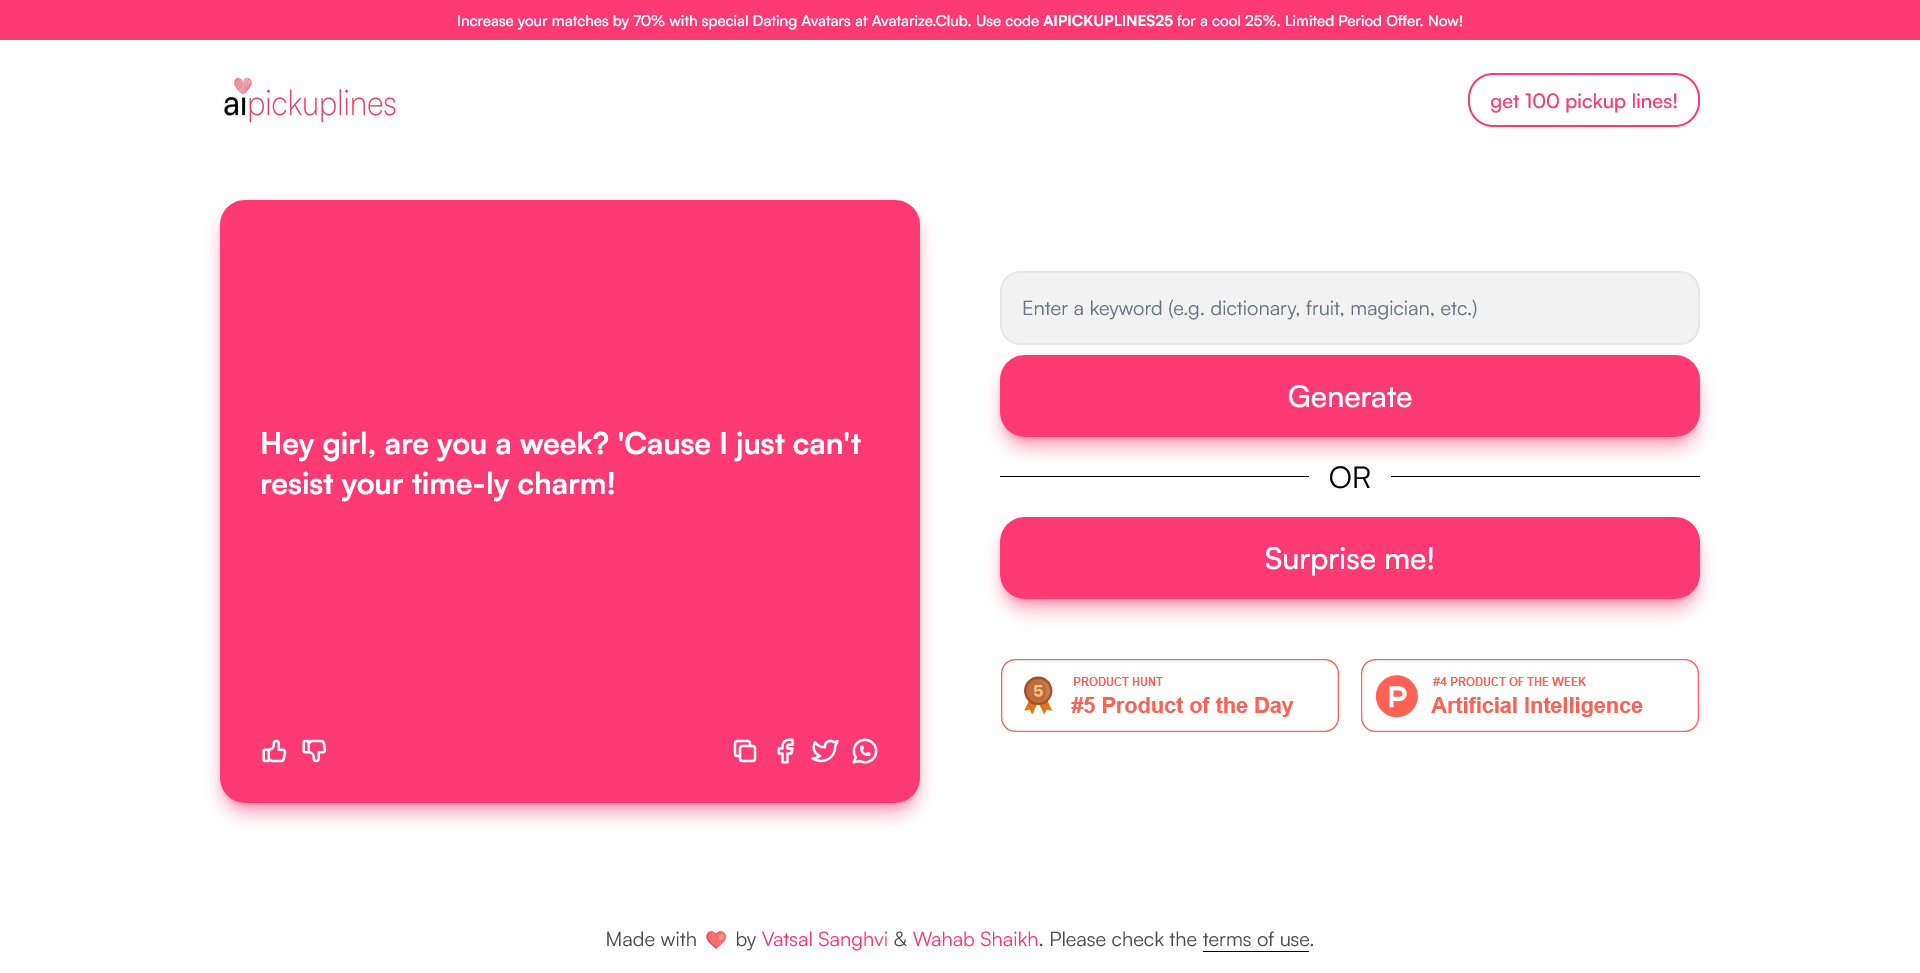 Increase your matches by 70% with special Dating Avatars at Avatarize.Club. Use code AIPICKUPLINES25 for a cool 25%. Limited Period Offer. Now!
aipickuplines
get 100 pickup lines!
Hey girl, are you a week? 'Cause I just can't
resist your time-ly charm!
Enter a keyword (e.g. dictionary, fruit, magician, etc.)
Generate
OR
Surprise me!
5
PRODUCT HUNT
#5 Product of the Day
P
#4 PRODUCT OF THE WEEK
Artificial Intelligence
Made with ❤️ by Vatsal Sanghvi & Wahab Shaikh. Please check the terms of use.